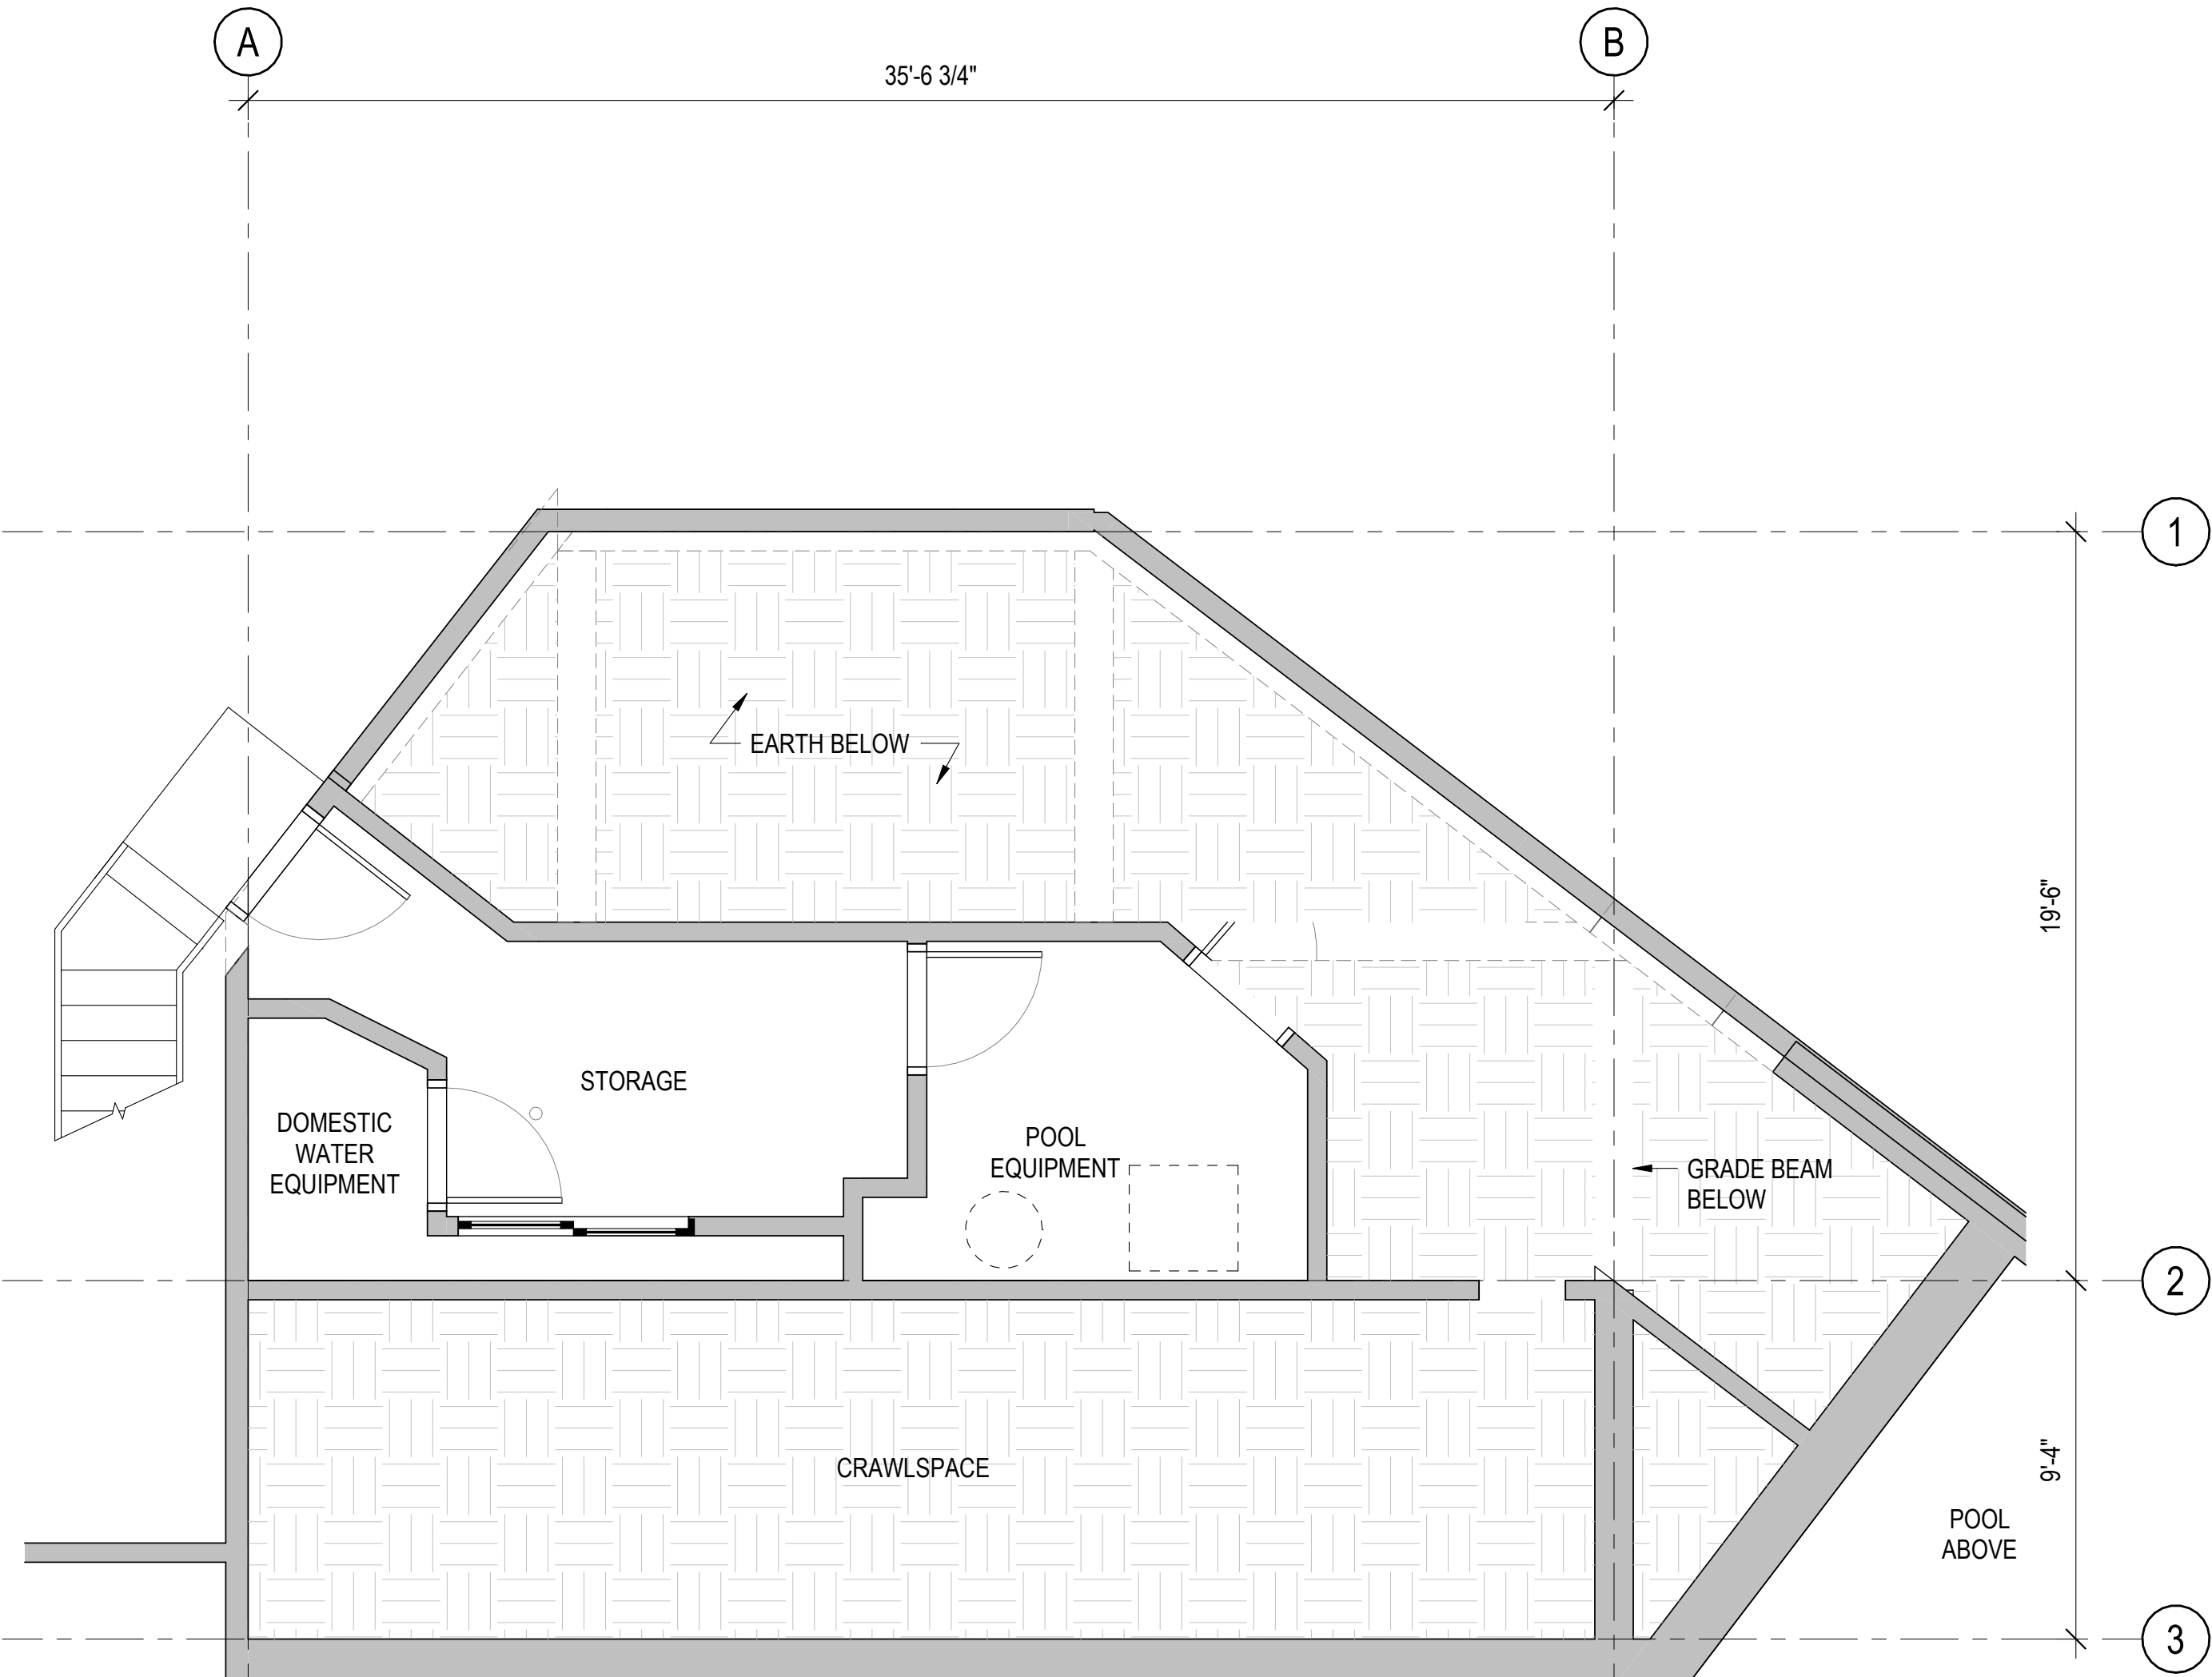 A
B
35'-6 3/4"
1
EARTH BELOW
19'-6"
STORAGE
DOMESTIC
WATER
EQUIPMENT
POOL
EQUIPMENT
GRADE BEAM
BELOW
2
CRAWLSPACE
9'-4"
POOL
ABOVE
3